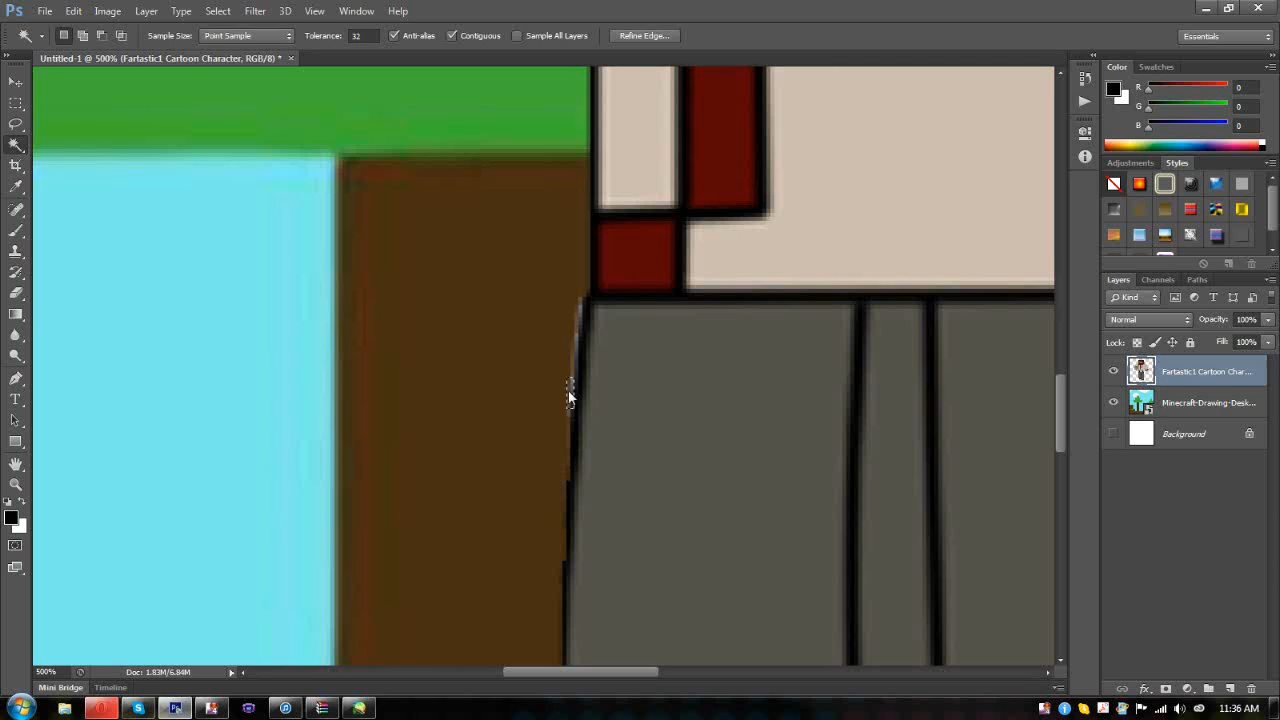 Ps File Edit Image Layer Type Select Filter 3D View Window Help
Sample Size: Point Sample Tolerance: 32 Anti-alias Contiguous Sample All Layers Refine Edge... Essentials
Untitled-1 @ 500% (Fartastic1 Cartoon Character, RGB/8) * ×
Color Swatches
R 0
G 0
B 0
Adjustments Styles
Layers Channels Paths
Kind
Normal Opacity: 100%
Lock: Fill: 100%
Fartastic1 Cartoon Char...
Minecraft-Drawing-Desk...
Background
500% Doc: 1.83M/6.84M
Mini Bridge Timeline
11:36 AM